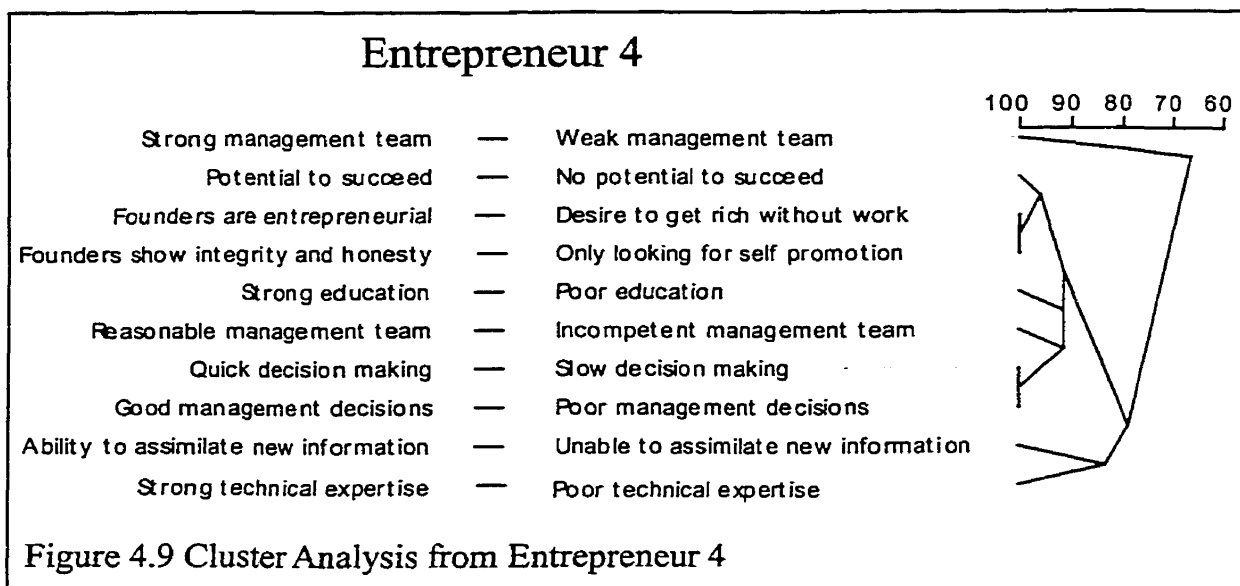 Entrepreneur 4
100 90 80 70 60
Strong management team — Weak management team
Potential to succeed — No potential to succeed
Founders are entrepreneurial — Desire to get rich without work
Founders show integrity and honesty — Only looking for self promotion
Strong education — Poor education
Reasonable management team — Incompetent management team
Quick decision making — Slow decision making
Good management decisions — Poor management decisions
Ability to assimilate new information — Unable to assimilate new information
Strong technical expertise — Poor technical expertise
Figure 4.9 Cluster Analysis from Entrepreneur 4